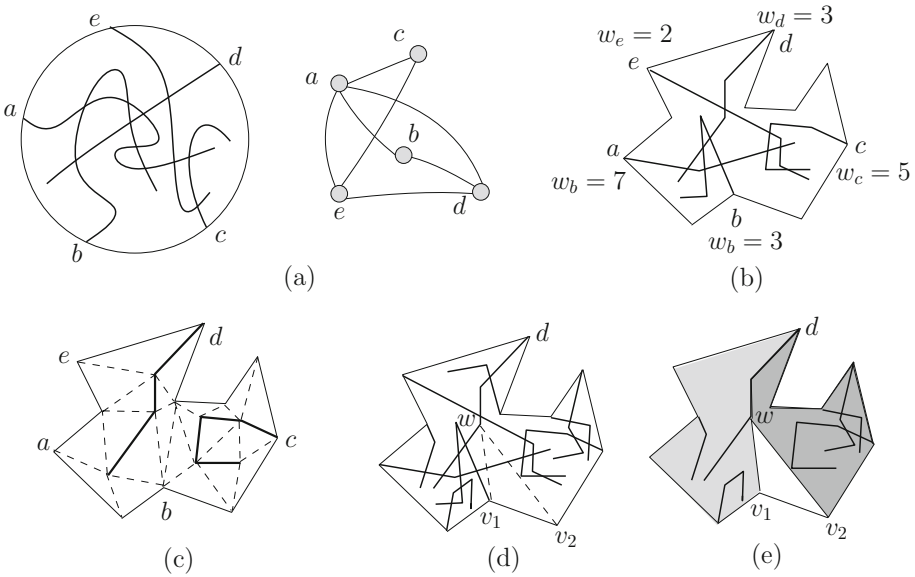 e
d
a
b
c
c
a
b
e
d
(a)
w_d = 3
w_e = 2
d
e
a
c
w_b = 7
w_c = 5
b
w_b = 3
(b)
d
e
a
c
b
(c)
d
w
v_1
v_2
(d)
d
w
v_1
v_2
(e)